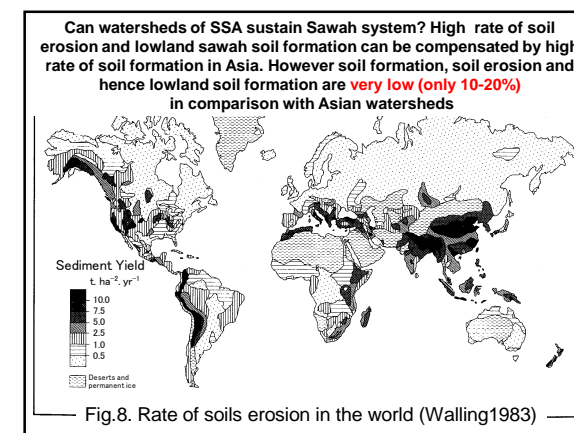 Can watersheds of SSA sustain Sawah system? High rate of soil
erosion and lowland sawah soil formation can be compensated by high
rate of soil formation in Asia. However soil formation, soil erosion and
hence lowland soil formation are very low (only 10-20%)
in comparison with Asian watersheds
Sediment Yield
t. ha⁻². yr⁻¹
10.0
7.5
5.0
2.5
1.0
0.5
Deserts and
permanent ice
Fig.8. Rate of soils erosion in the world (Walling1983)